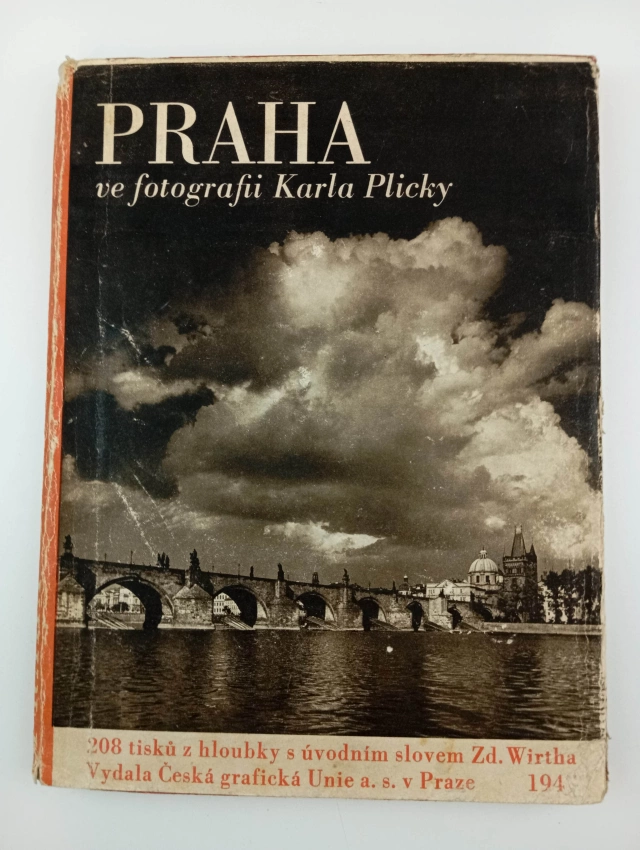 PRAHA
ve fotografii Karla Plicky
208 tisků z hloubky s úvodním slovem Zd. Wirtha
Vydala Česká grafická Unie a. s. v Praze